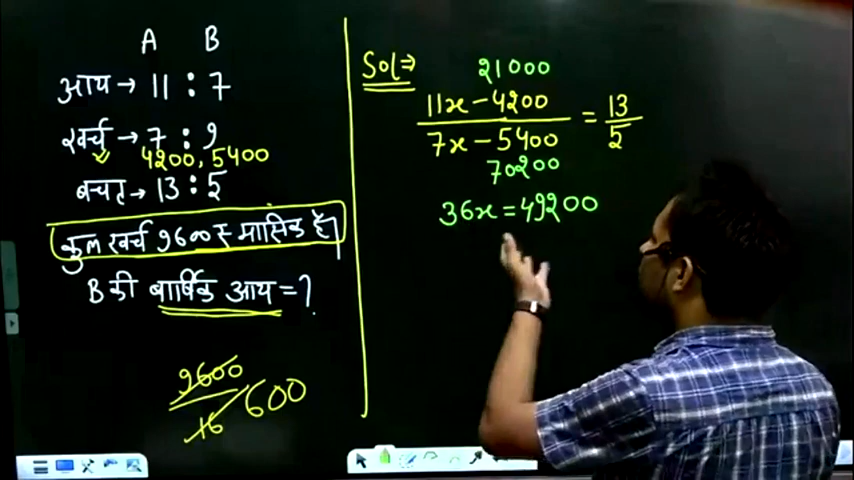 A B
आय → 11 : 7
खर्च → 7 : 9
4200, 5400
बचत → 13 : 5
कुल खर्च 9600 ₹ मासिक है।
B की वार्षिक आय = ?
9600
16
600
Sol ⇒
21000
11x - 4200
7x - 5400
= 13
5
70200
36x = 49200